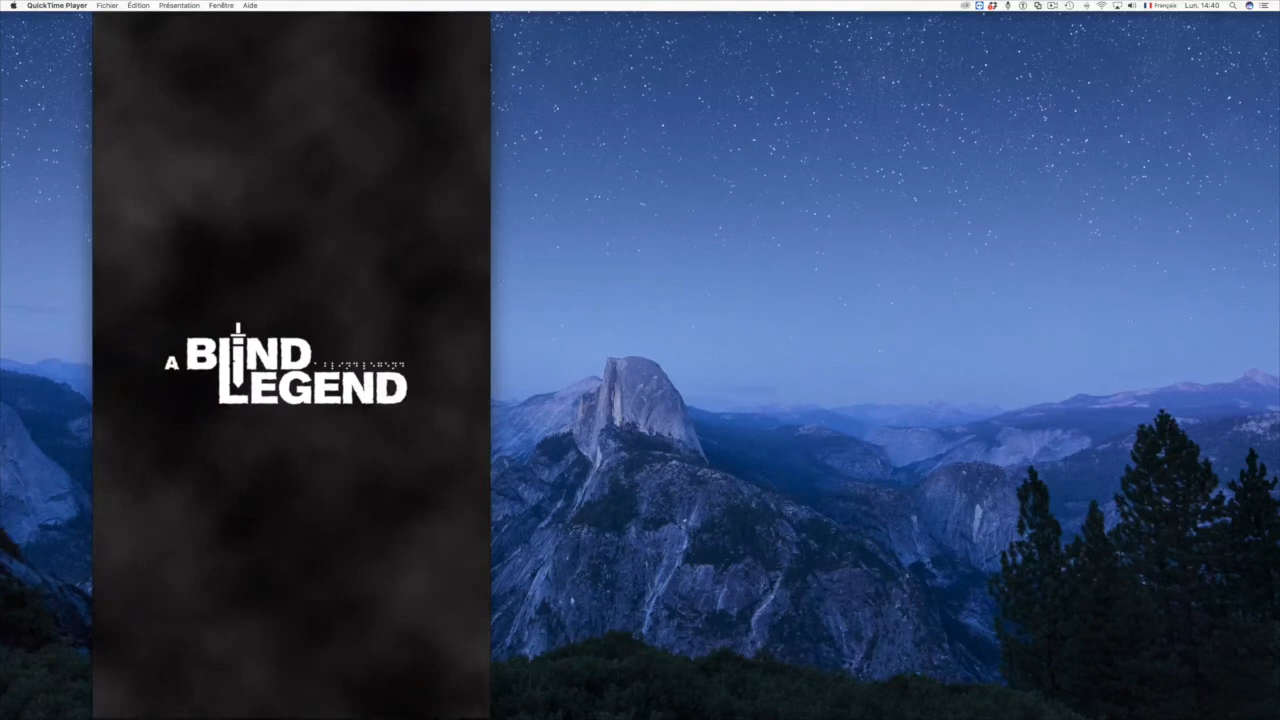 QuickTime Player Fichier Édition Présentation Fenêtre Aide Français Lun. 14:40
A BLIND
LEGEND